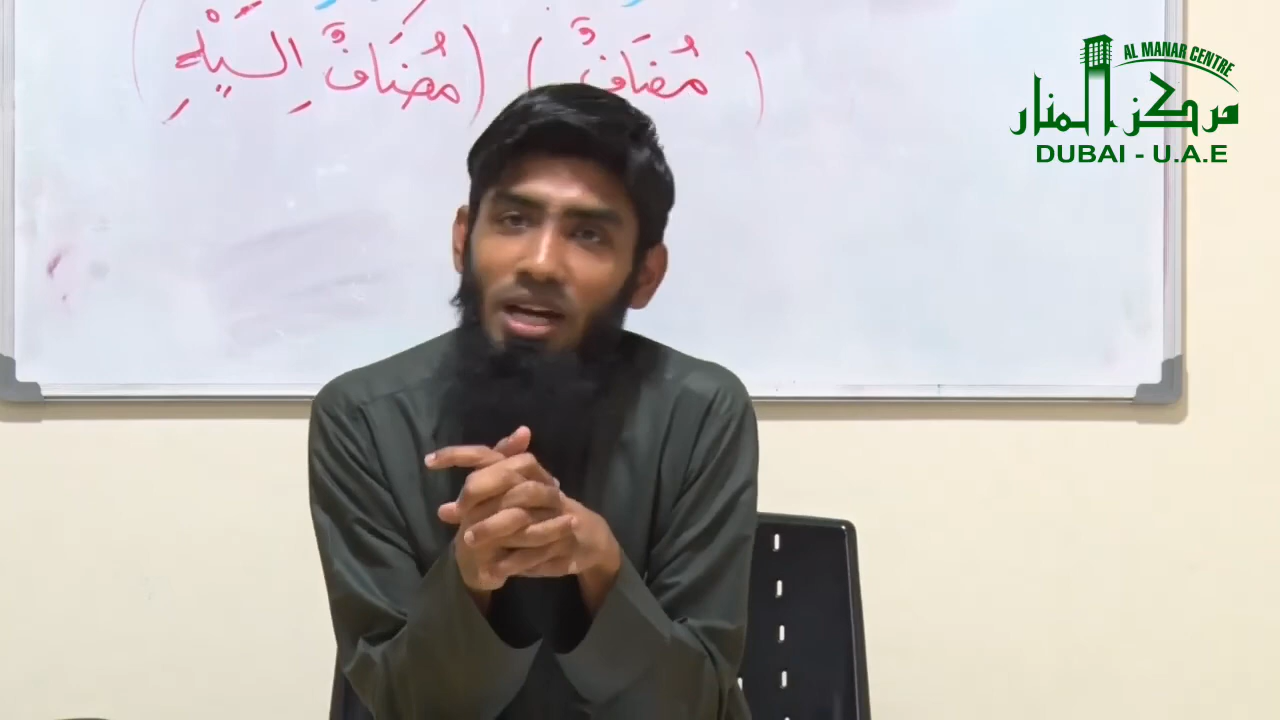 ( مُضَافٌ ) ( مُضَافٌ إِلَيْهِ )
AL MANAR CENTRE
مركز المنار
DUBAI - U.A.E